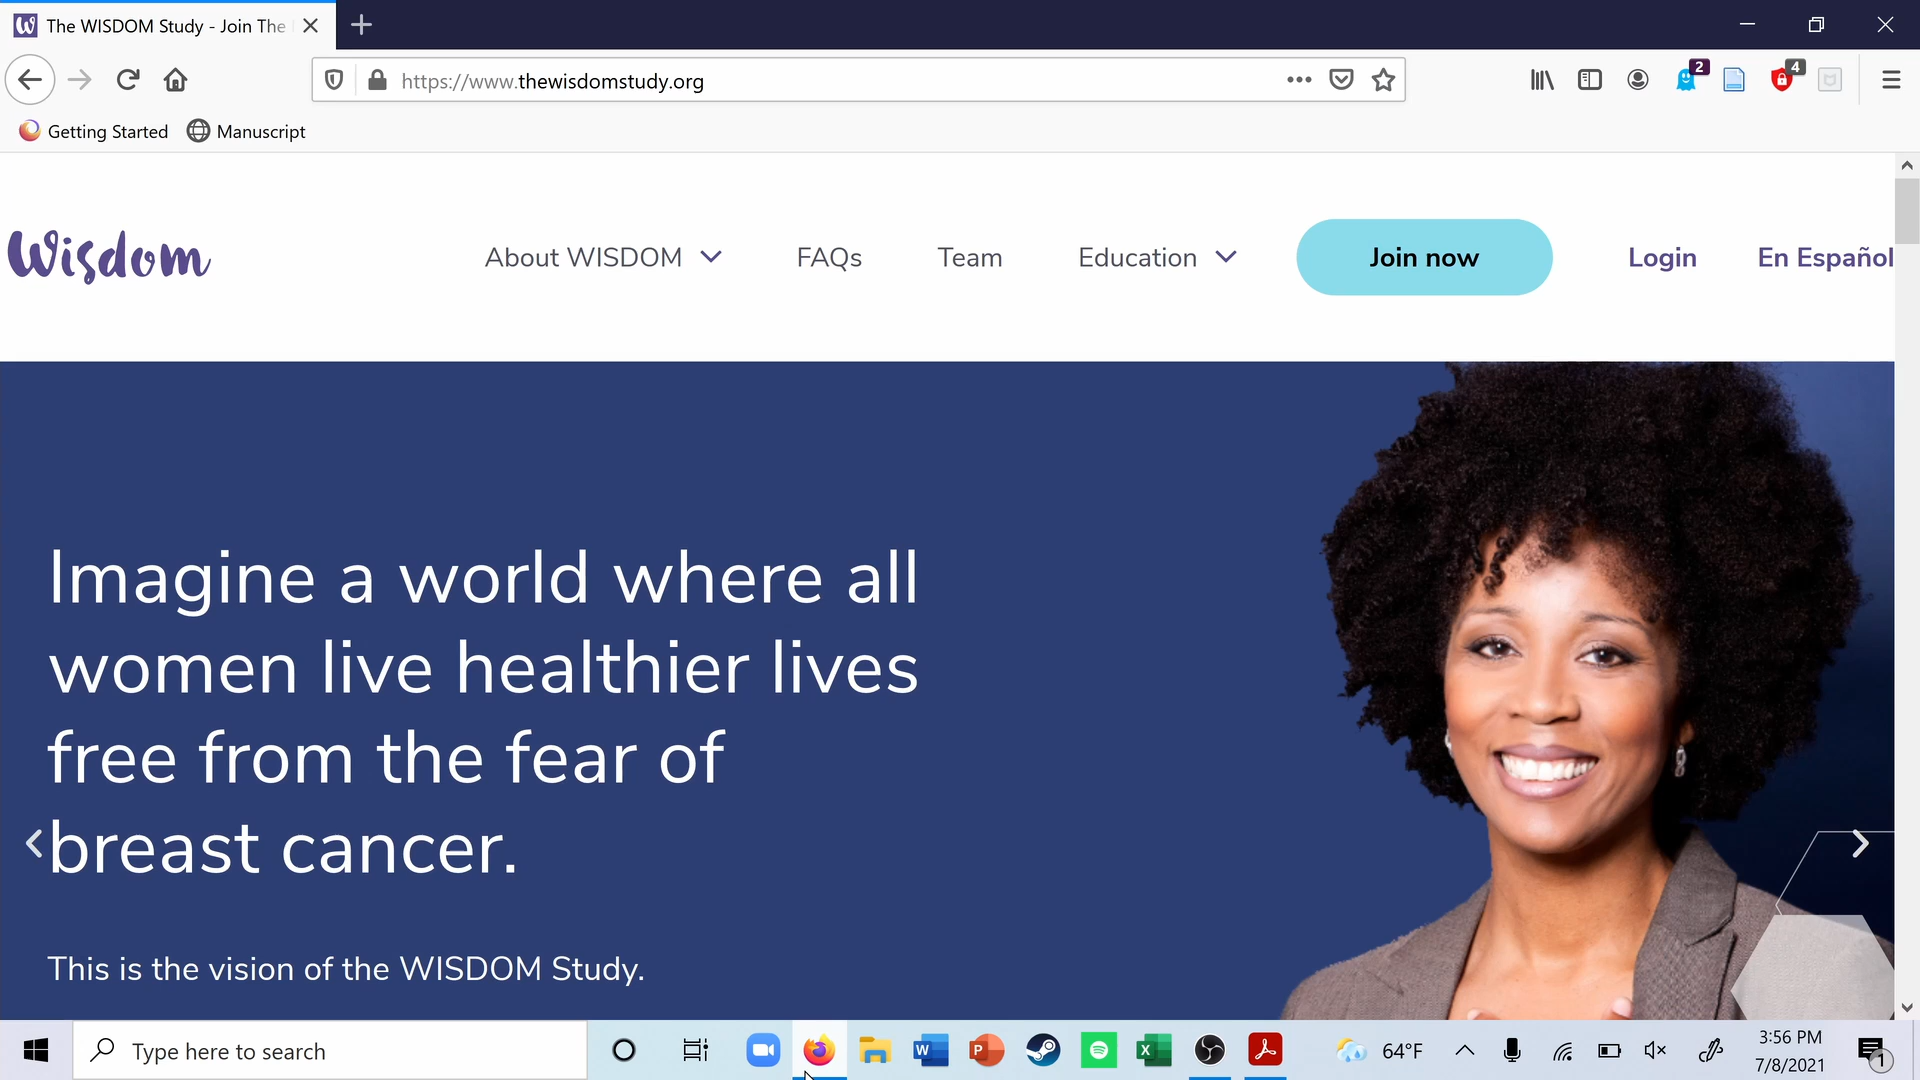 The WISDOM Study - Join The
https://www.thewisdomstudy.org
2
4
Getting Started
Manuscript
Wisdom
About WISDOM
FAQs
Team
Education
Join now
Login
En Español
Imagine a world where all
women live healthier lives
free from the fear of
breast cancer.
This is the vision of the WISDOM Study.
Type here to search
64°F
3:56 PM
7/8/2021
1